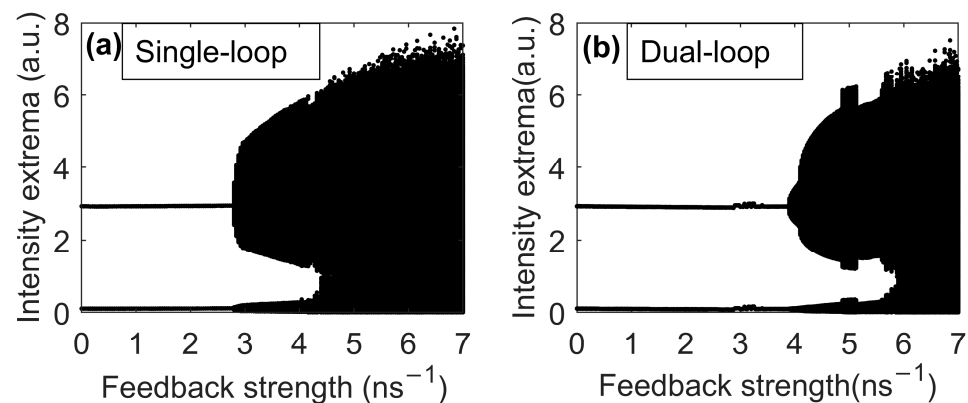 (a) Single-loop
Intensity extrema (a.u.)
8
6
4
2
0
0 1 2 3 4 5 6 7
Feedback strength (ns⁻¹)
(b) Dual-loop
Intensity extrema(a.u.)
8
6
4
2
0
0 1 2 3 4 5 6 7
Feedback strength(ns⁻¹)